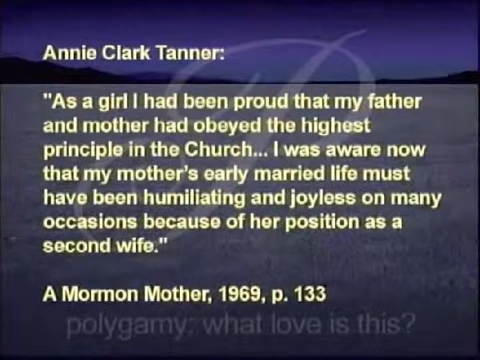 Annie Clark Tanner:
"As a girl I had been proud that my father
and mother had obeyed the highest
principle in the Church... I was aware now
that my mother's early married life must
have been humiliating and joyless on many
occasions because of her position as a
second wife."
A Mormon Mother, 1969, p. 133
polygamy: what love is this?